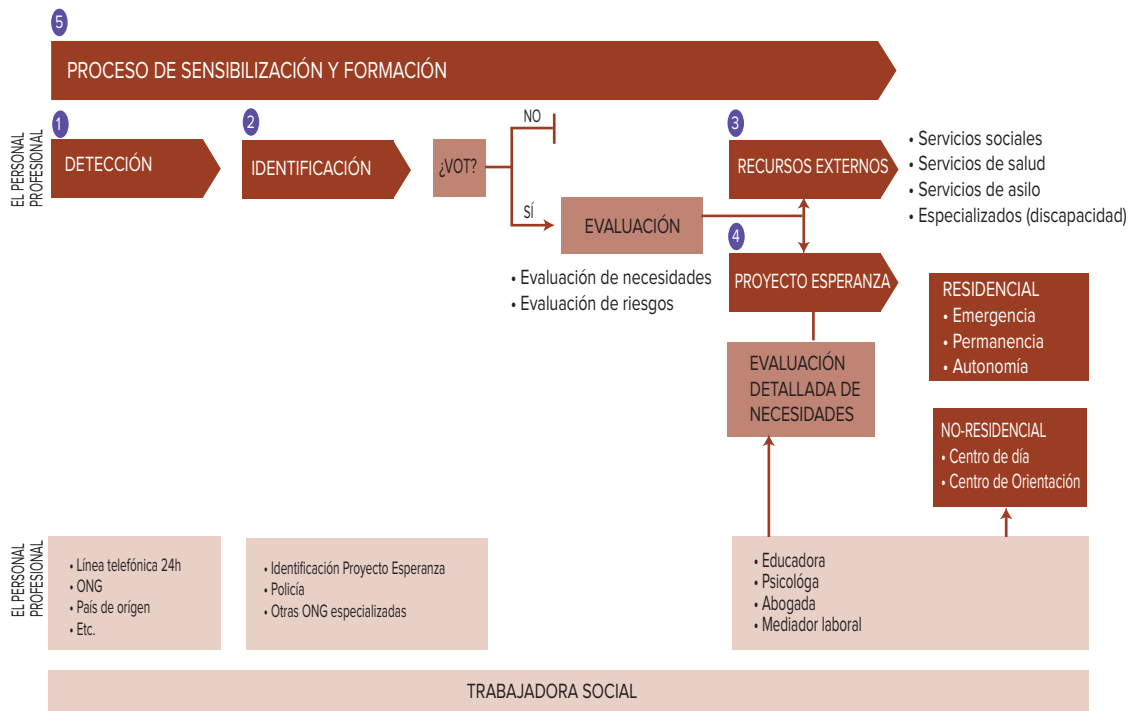 5
PROCESO DE SENSIBILIZACIÓN Y FORMACIÓN
EL PERSONAL
PROFESIONAL
1
DETECCIÓN
2
IDENTIFICACIÓN
¿VOT?
NO
SÍ
EVALUACIÓN
• Evaluación de necesidades
• Evaluación de riesgos
3
RECURSOS EXTERNOS
• Servicios sociales
• Servicios de salud
• Servicios de asilo
• Especializados (discapacidad)
4
PROYECTO ESPERANZA
EVALUACIÓN
DETALLADA DE
NECESIDADES
RESIDENCIAL
• Emergencia
• Permanencia
• Autonomía
NO-RESIDENCIAL
• Centro de día
• Centro de Orientación
EL PERSONAL
PROFESIONAL
• Línea telefónica 24h
• ONG
• País de orígen
• Etc.
• Identificación Proyecto Esperanza
• Policía
• Otras ONG especializadas
• Educadora
• Psicológa
• Abogada
• Mediador laboral
TRABAJADORA SOCIAL